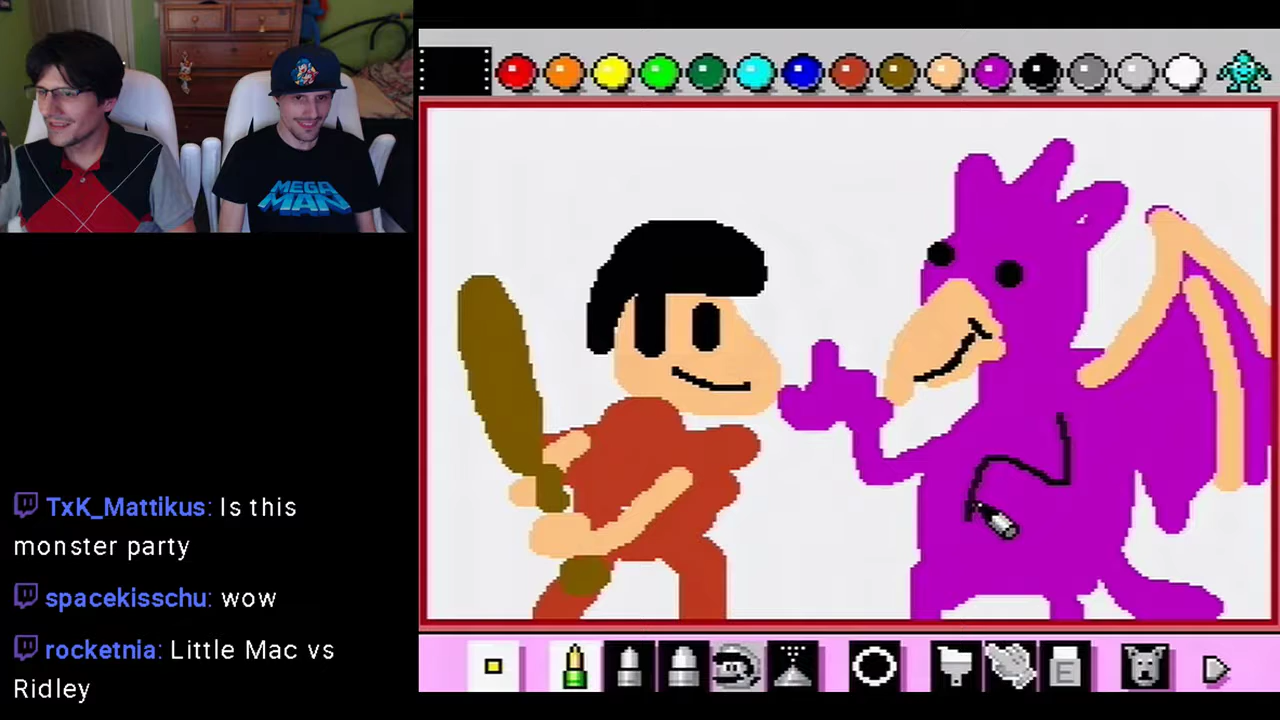 MEGA
MAN
TxK_Mattikus: Is this
monster party
spacekisschu: wow
rocketnia: Little Mac vs
Ridley
E